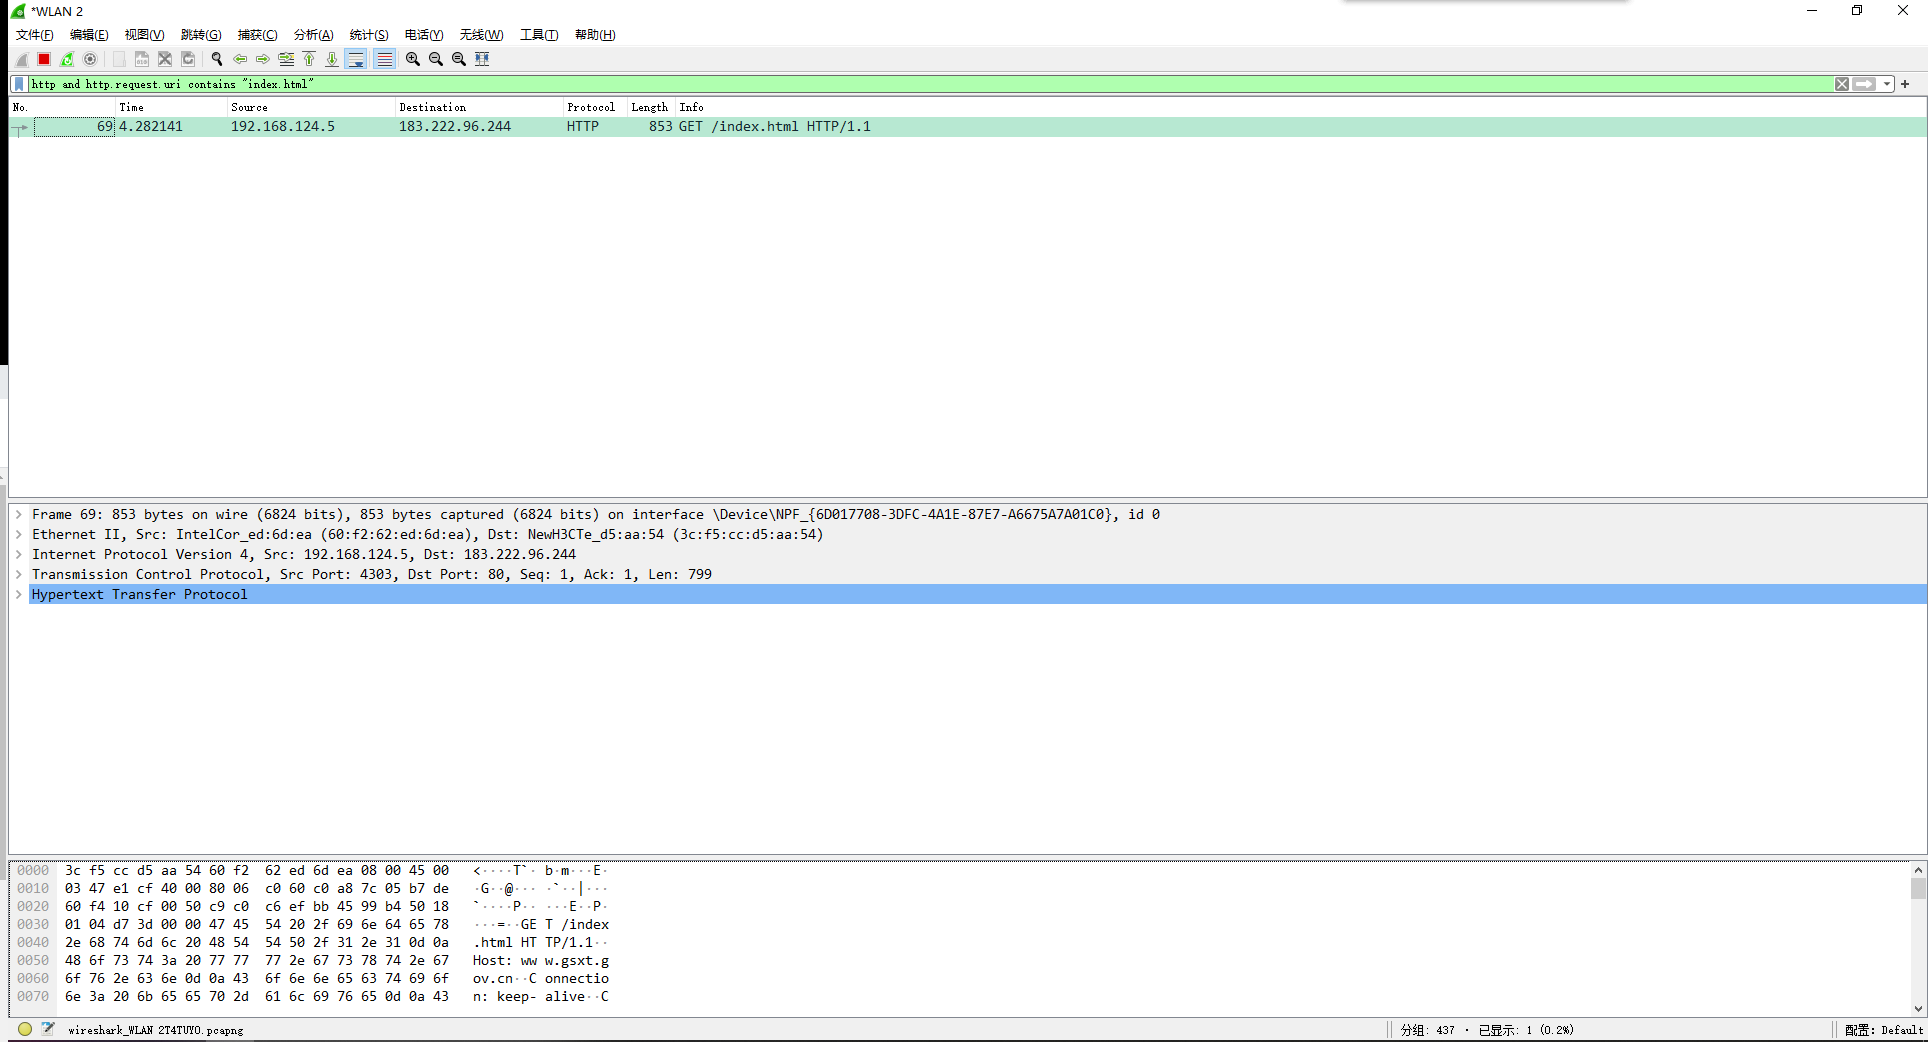 *WLAN 2
文件(F) 编辑(E) 视图(V) 跳转(G) 捕获(C) 分析(A) 统计(S) 电话(Y) 无线(W) 工具(T) 帮助(H)
http and http.request.uri contains "index.html"
No. Time Source Destination Protocol Length Info
69 4.282141 192.168.124.5 183.222.96.244 HTTP 853 GET /index.html HTTP/1.1
Frame 69: 853 bytes on wire (6824 bits), 853 bytes captured (6824 bits) on interface \Device\NPF_{6D017708-3DFC-4A1E-87E7-A6675A7A01C0}, id 0
Ethernet II, Src: IntelCor_ed:6d:ea (60:f2:62:ed:6d:ea), Dst: NewH3CTe_d5:aa:54 (3c:f5:cc:d5:aa:54)
Internet Protocol Version 4, Src: 192.168.124.5, Dst: 183.222.96.244
Transmission Control Protocol, Src Port: 4303, Dst Port: 80, Seq: 1, Ack: 1, Len: 799
Hypertext Transfer Protocol
0000 3c f5 cc d5 aa 54 60 f2 62 ed 6d ea 08 00 45 00 <····T`· b·m···E·
0010 03 47 e1 cf 40 00 80 06 c0 60 c0 a8 7c 05 b7 de ·G··@··· ·`··|···
0020 60 f4 10 cf 00 50 c9 c0 c6 ef bb 45 99 b4 50 18 `····P·· ···E··P·
0030 01 04 d7 3d 00 00 47 45 54 20 2f 69 6e 64 65 78 ···=··GE T /index
0040 2e 68 74 6d 6c 20 48 54 54 50 2f 31 2e 31 0d 0a .html HT TP/1.1··
0050 48 6f 73 74 3a 20 77 77 77 2e 67 73 78 74 2e 67 Host: ww w.gsxt.g
0060 6f 76 2e 63 6e 0d 0a 43 6f 6e 6e 65 63 74 69 6f ov.cn··C onnectio
0070 6e 3a 20 6b 65 65 70 2d 61 6c 69 76 65 0d 0a 43 n: keep- alive··C
wireshark_WLAN 2T4TUY0.pcapng 分组: 437 · 已显示: 1 (0.2%) 配置: Default